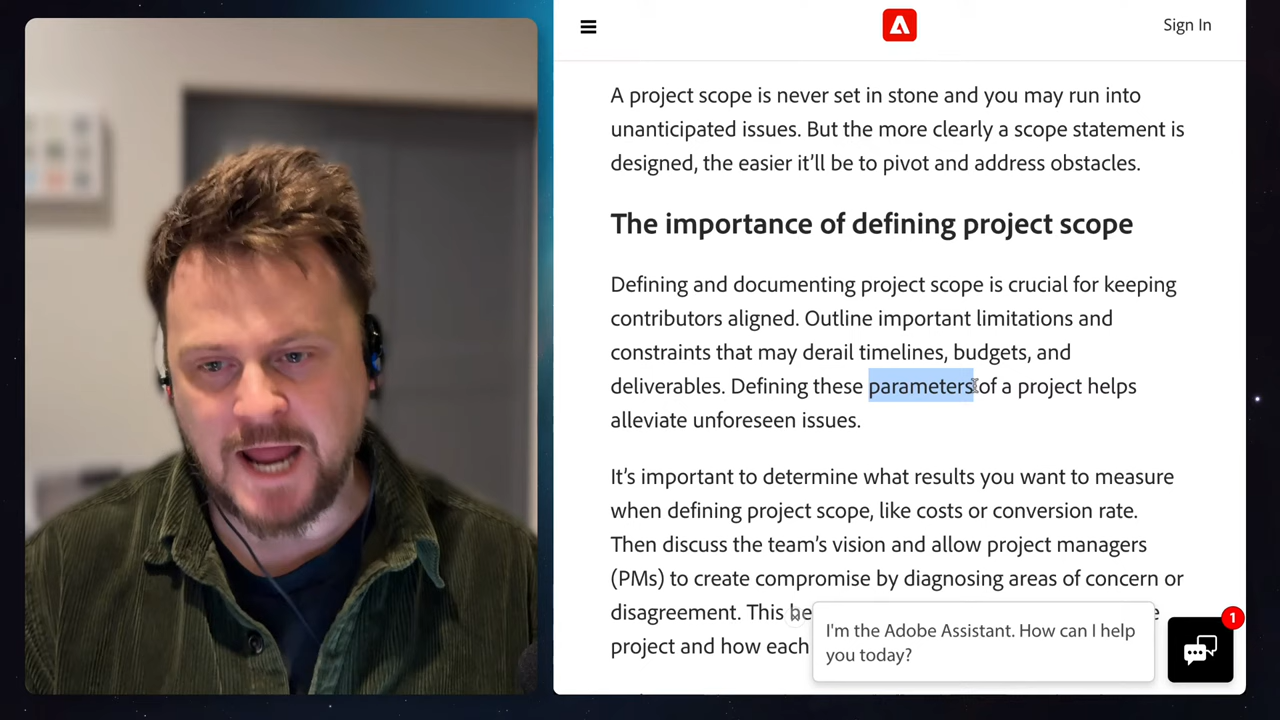 Sign In
A project scope is never set in stone and you may run into
unanticipated issues. But the more clearly a scope statement is
designed, the easier it’ll be to pivot and address obstacles.
The importance of defining project scope
Defining and documenting project scope is crucial for keeping
contributors aligned. Outline important limitations and
constraints that may derail timelines, budgets, and
deliverables. Defining these parameters of a project helps
alleviate unforeseen issues.
It’s important to determine what results you want to measure
when defining project scope, like costs or conversion rate.
Then discuss the team’s vision and allow project managers
(PMs) to create compromise by diagnosing areas of concern or
disagreement. This
project and how each
I'm the Adobe Assistant. How can I help
you today?
1